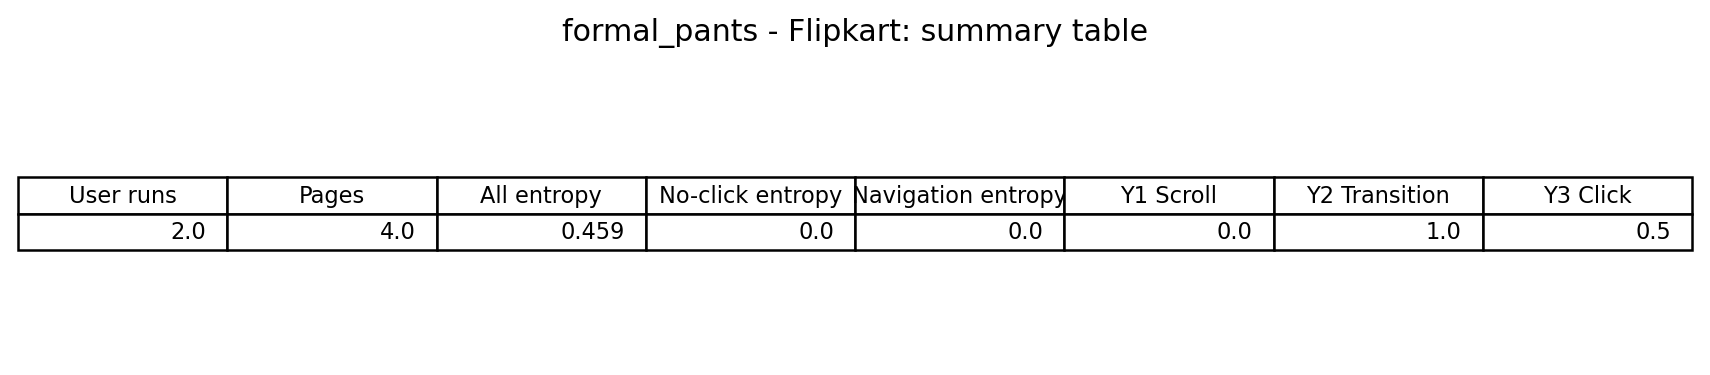 formal_pants - Flipkart: summary table
User runs Pages All entropy No-click entropy Navigation entropy Y1 Scroll Y2 Transition Y3 Click
2.0 4.0 0.459 0.0 0.0 0.0 1.0 0.5